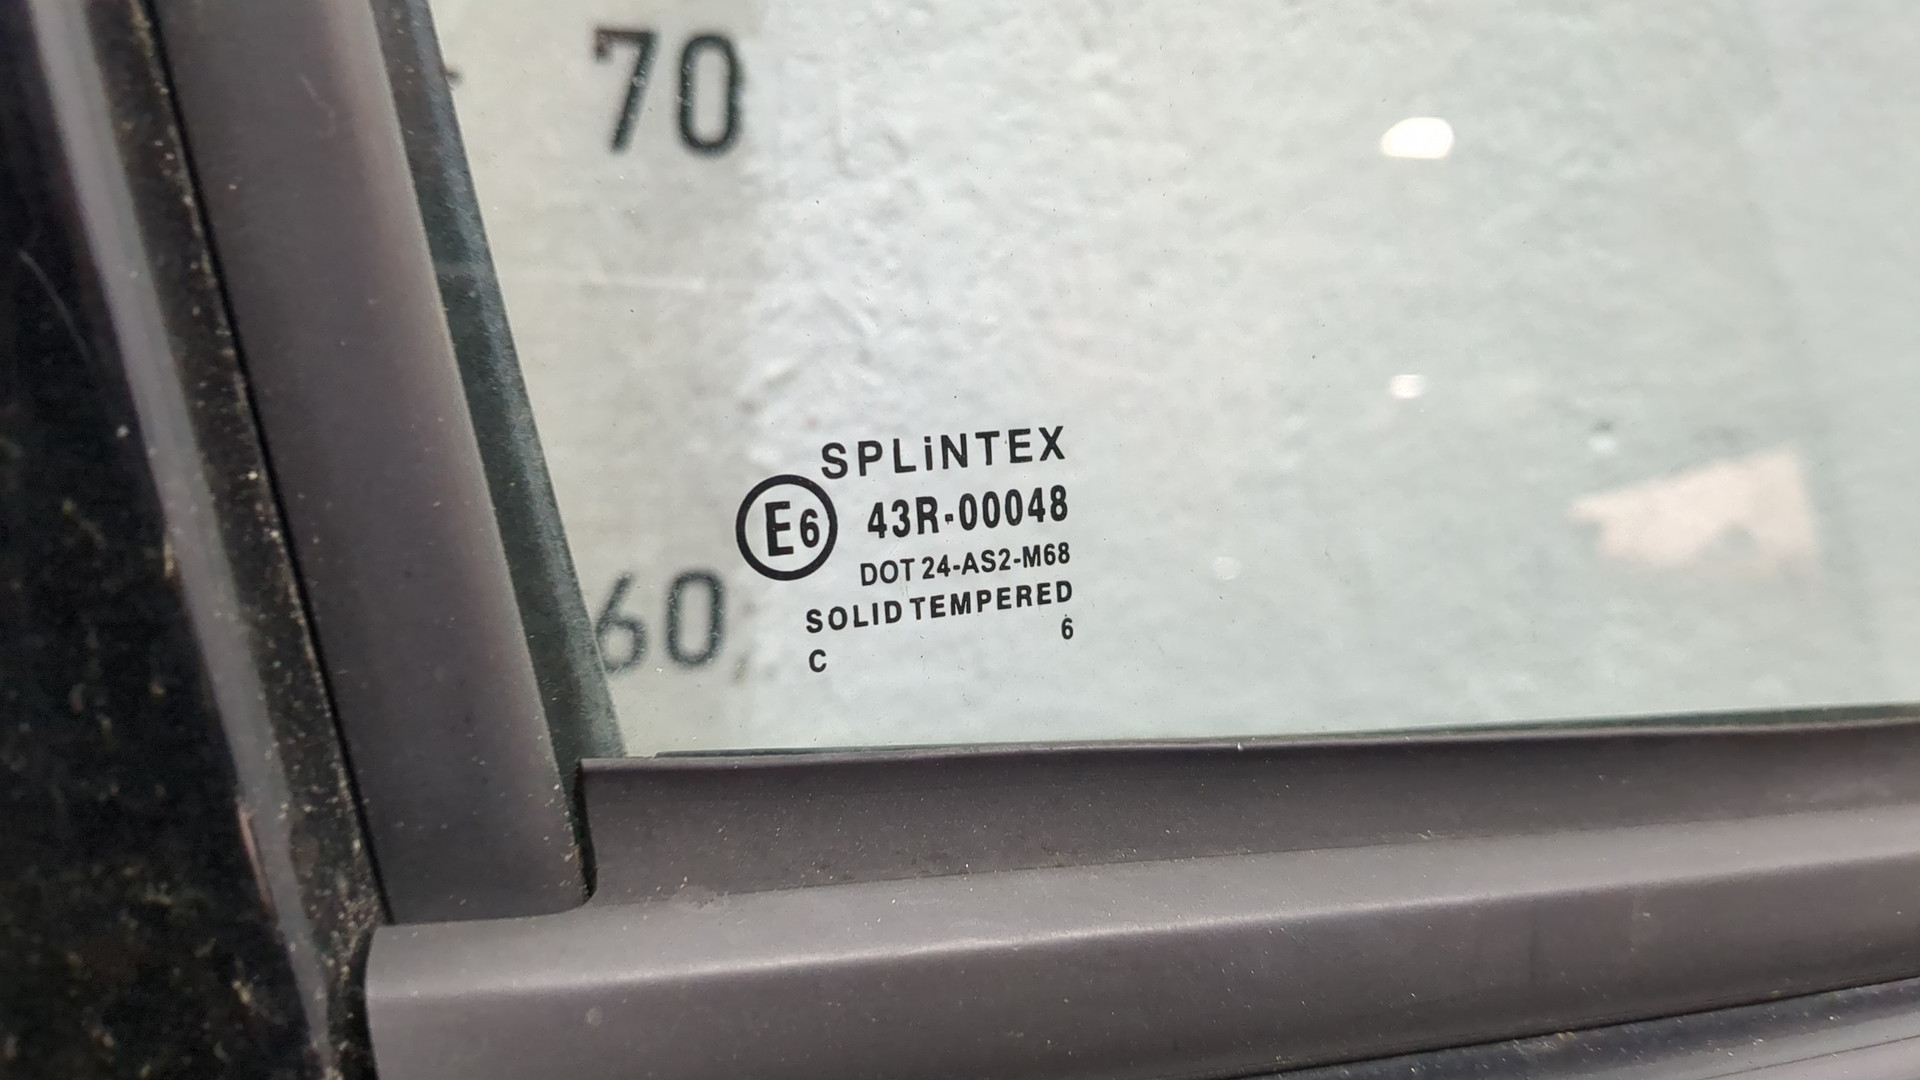 70
SPLiNTEX
E6 43R-00048
DOT 24-AS2-M68
SOLID TEMPERED
6
C
60